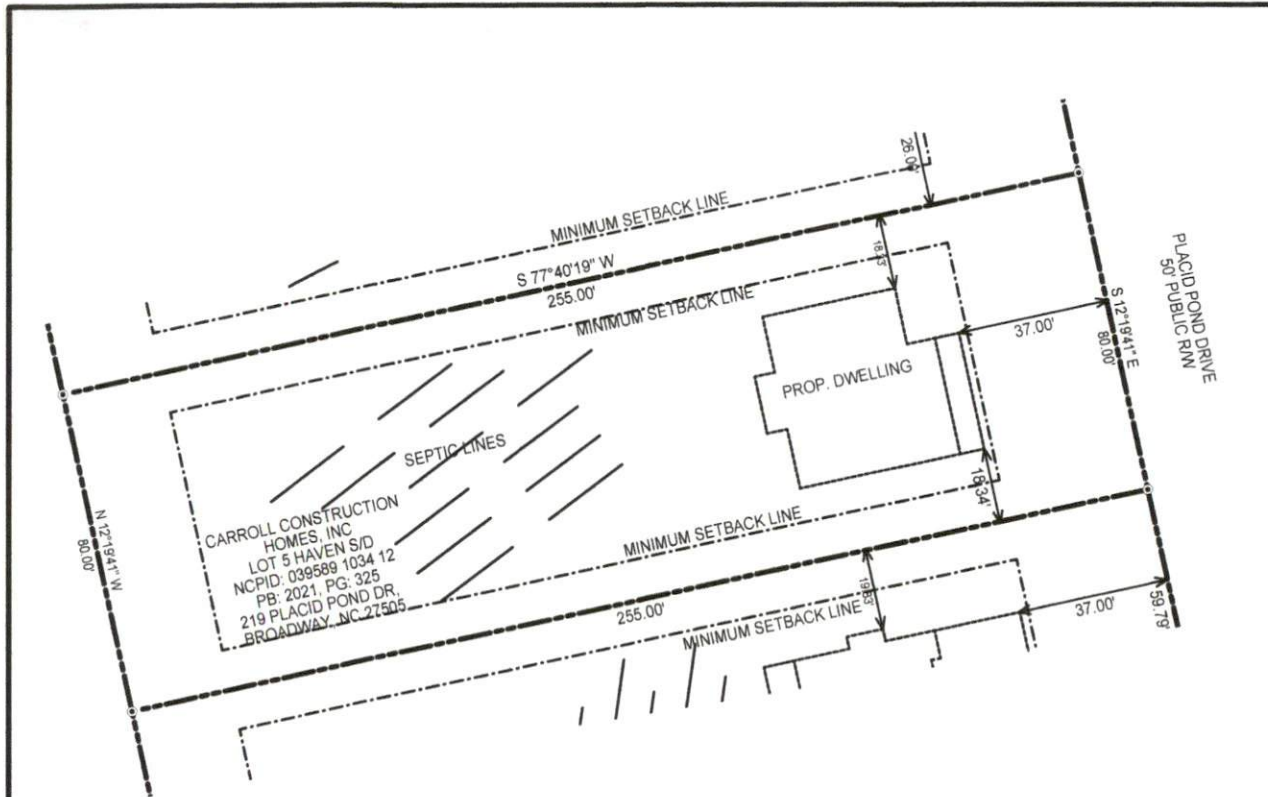 26.00'
MINIMUM SETBACK LINE
S 77°40'19" W
255.00'
18.23'
MINIMUM SETBACK LINE
37.00'
S 12°19'41" E
80.00'
PLACID POND DRIVE
50' PUBLIC R/W
PROP. DWELLING
SEPTIC LINES
18.34'
N 12°19'41" W
80.00'
CARROLL CONSTRUCTION
HOMES, INC
LOT 5 HAVEN S/D
NCPID: 039589 1034 12
PB: 2021, PG: 325
219 PLACID POND DR,
BROADWAY, NC 27505
MINIMUM SETBACK LINE
255.00'
19.83'
MINIMUM SETBACK LINE
37.00'
59.79'